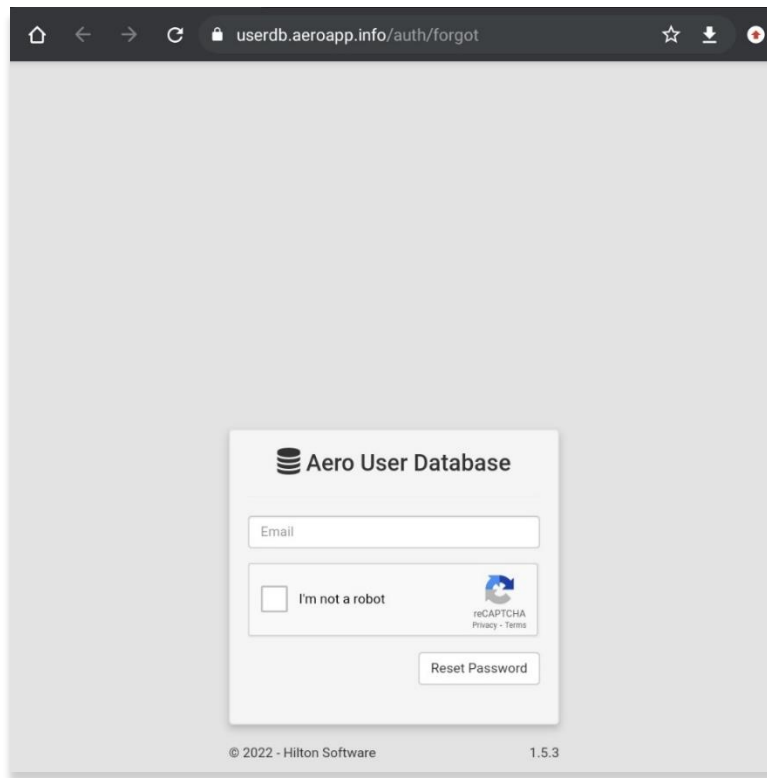 userdb.aeroapp.info/auth/forgot
Aero User Database
Email
I'm not a robot
reCAPTCHA
Privacy - Terms
Reset Password
© 2022 - Hilton Software 1.5.3